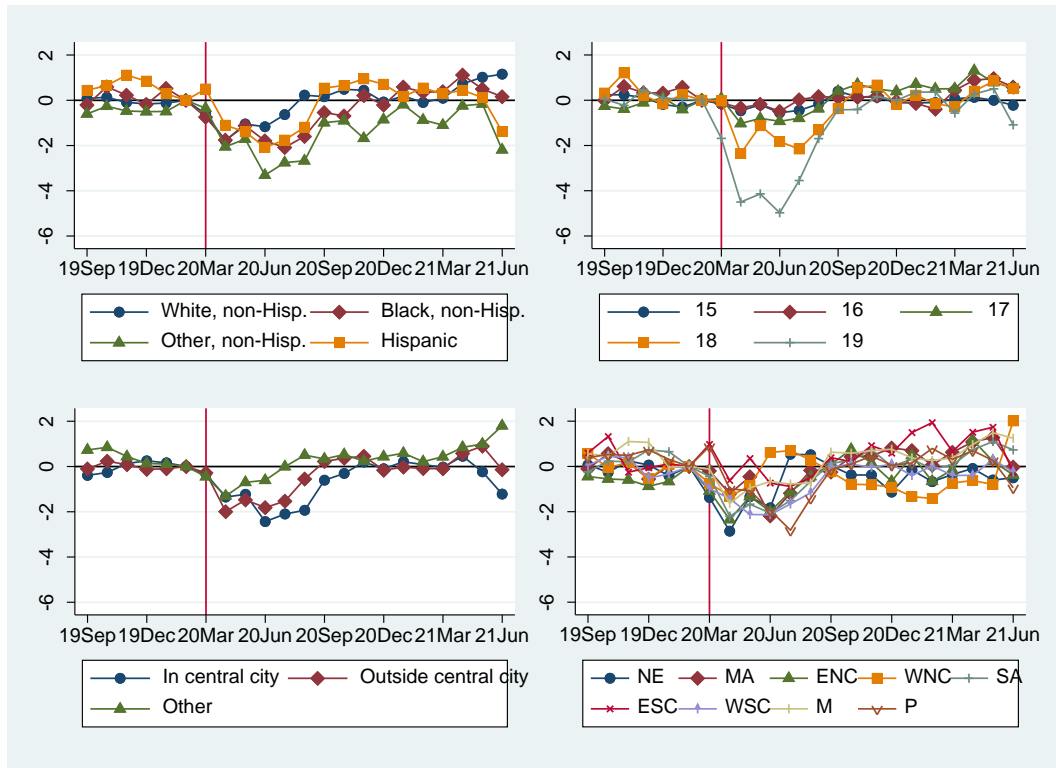 2
0
-2
-4
-6
19Sep 19Dec 20Mar 20Jun 20Sep 20Dec 21Mar 21Jun
White, non-Hisp. Black, non-Hisp.
Other, non-Hisp. Hispanic
2
0
-2
-4
-6
19Sep 19Dec 20Mar 20Jun 20Sep 20Dec 21Mar 21Jun
15 16 17
18 19
2
0
-2
-4
-6
19Sep 19Dec 20Mar 20Jun 20Sep 20Dec 21Mar 21Jun
In central city Outside central city
Other
2
0
-2
-4
-6
19Sep 19Dec 20Mar 20Jun 20Sep 20Dec 21Mar 21Jun
NE MA ENC WNC SA
ESC WSC M P